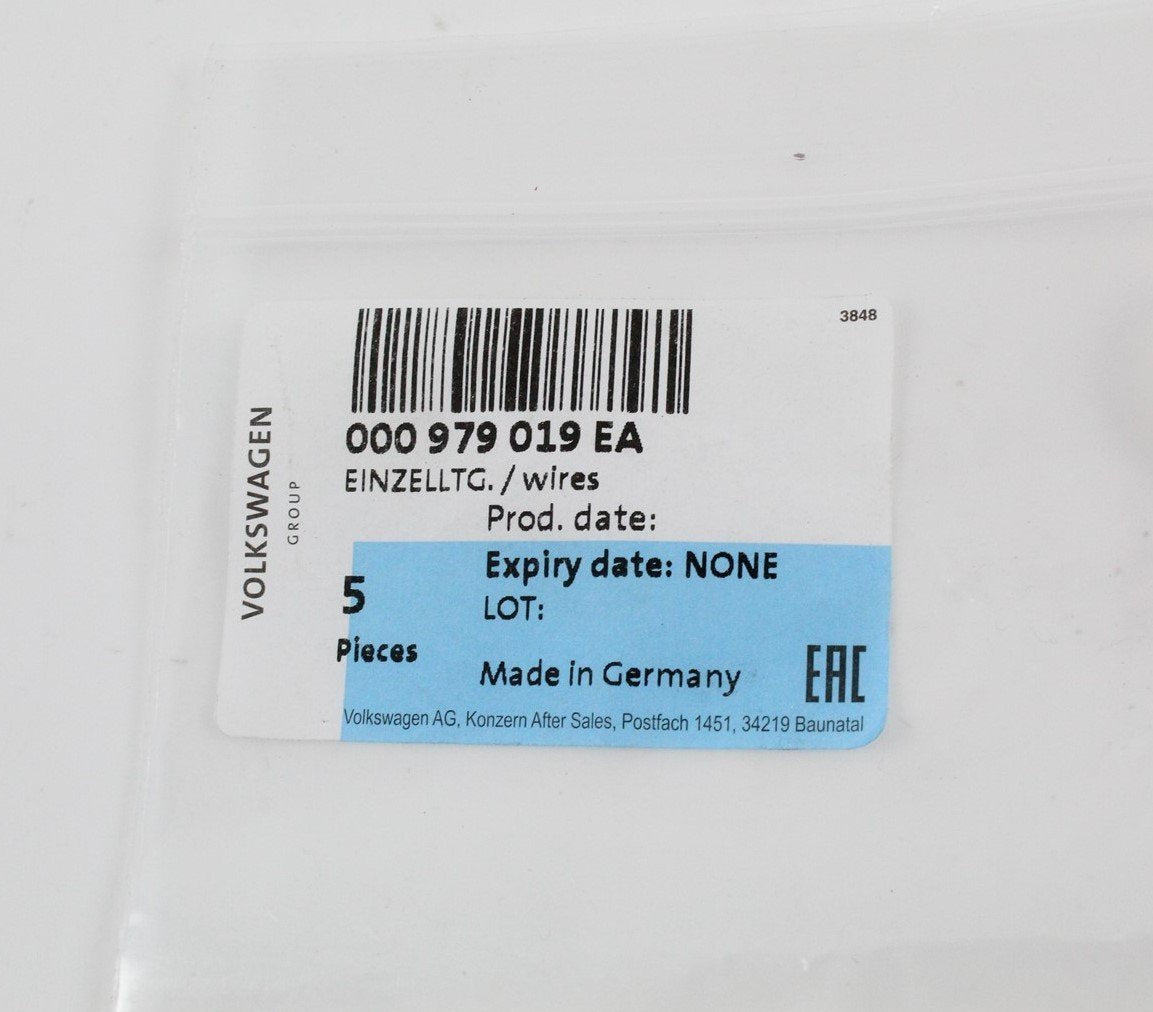 3848
000 979 019 EA
EINZELLTG. / wires
Prod. date:
Expiry date: NONE
5
LOT:
Pieces
Made in Germany
EAC
Volkswagen AG, Konzern After Sales, Postfach 1451, 34219 Baunatal
VOLKSWAGEN
GROUP